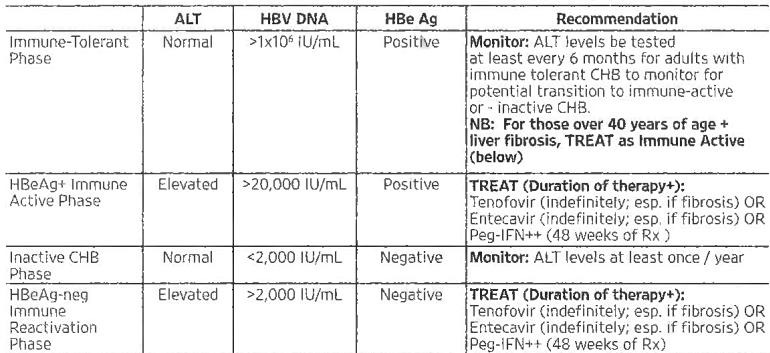 ALT HBV DNA HBe Ag Recommendation
Immune-Tolerant Normal >1x10⁶ IU/mL Positive Monitor: ALT levels be tested
Phase at least every 6 months for adults with
immune tolerant CHB to monitor for
potential transition to immune-active
or - inactive CHB.
NB: For those over 40 years of age +
liver fibrosis, TREAT as Immune Active
(below)
HBeAg+ Immune Elevated >20,000 IU/mL Positive TREAT (Duration of therapy+):
Active Phase Tenofovir (indefinitely; esp. if fibrosis) OR
Entecavir (indefinitely; esp. if fibrosis) OR
Peg-IFN++ (48 weeks of Rx )
Inactive CHB Normal <2,000 IU/mL Negative Monitor: ALT levels at least once / year
Phase
HBeAg-neg Elevated >2,000 IU/mL Negative TREAT (Duration of therapy+):
Immune Tenofovir (indefinitely; esp. if fibrosis) OR
Reactivation Entecavir (indefinitely; esp. if fibrosis) OR
Phase Peg-IFN++ (48 weeks of Rx)